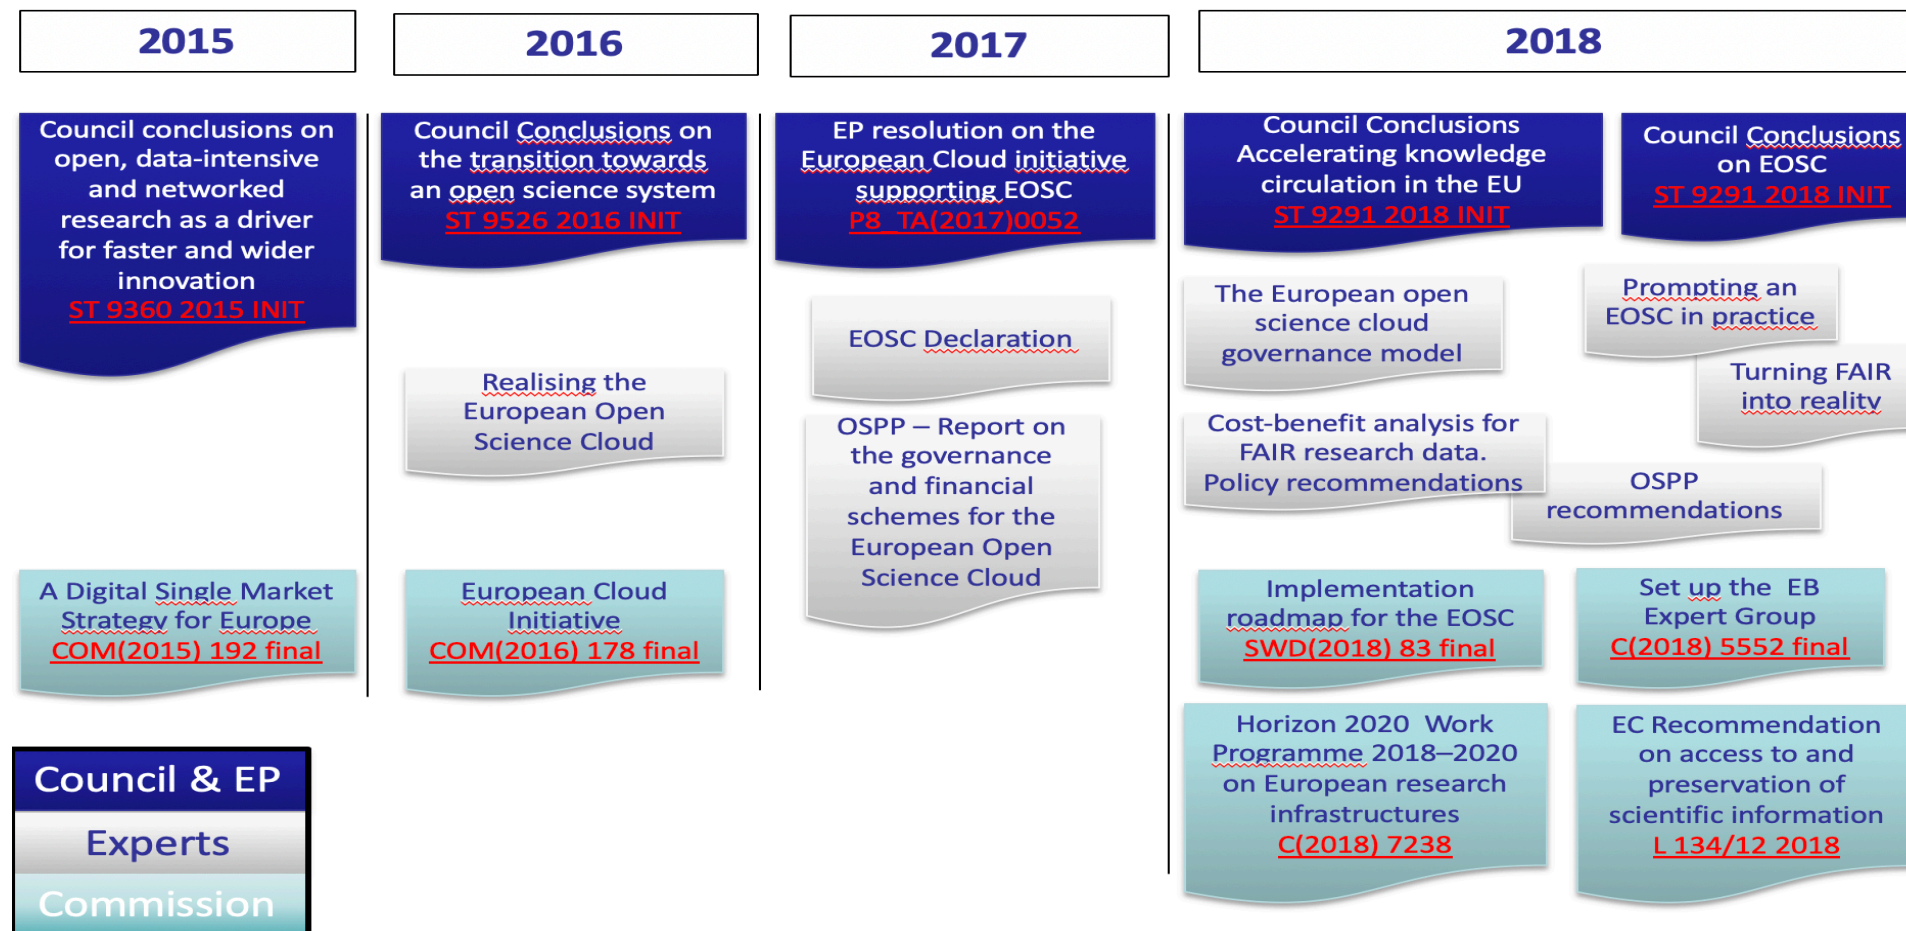 2015
2016
2017
2018
Council conclusions on
open, data-intensive
and networked
research as a driver
for faster and wider
innovation
ST 9360 2015 INIT
A Digital Single Market
Strategy for Europe
COM(2015) 192 final
Council Conclusions on
the transition towards
an open science system
ST 9526 2016 INIT
Realising the
European Open
Science Cloud
European Cloud
Initiative
COM(2016) 178 final
EP resolution on the
European Cloud initiative
supporting EOSC
P8_TA(2017)0052
EOSC Declaration
OSPP – Report on
the governance
and financial
schemes for the
European Open
Science Cloud
Council Conclusions
Accelerating knowledge
circulation in the EU
ST 9291 2018 INIT
Council Conclusions
on EOSC
ST 9291 2018 INIT
The European open
science cloud
governance model
Prompting an
EOSC in practice
Turning FAIR
into reality
Cost-benefit analysis for
FAIR research data.
Policy recommendations
OSPP
recommendations
Implementation
roadmap for the EOSC
SWD(2018) 83 final
Set up the EB
Expert Group
C(2018) 5552 final
Horizon 2020 Work
Programme 2018–2020
on European research
infrastructures
C(2018) 7238
EC Recommendation
on access to and
preservation of
scientific information
L 134/12 2018
Council & EP
Experts
Commission